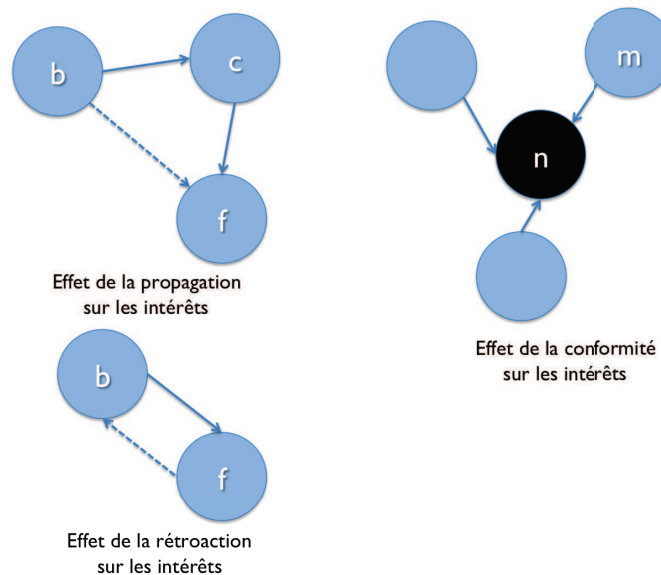 b
c
f
Effet de la propagation
sur les intérêts
m
n
Effet de la conformité
sur les intérêts
b
f
Effet de la rétroaction
sur les intérêts